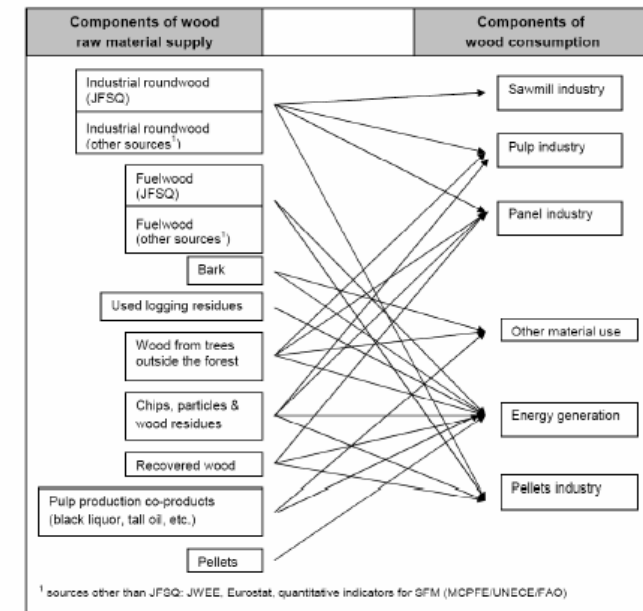 Components of wood
raw material supply
Components of
wood consumption
Industrial roundwood
(JFSQ)
Industrial roundwood
(other sources¹)
Fuelwood
(JFSQ)
Fuelwood
(other sources¹)
Bark
Used logging residues
Wood from trees
outside the forest
Chips, particles &
wood residues
Recovered wood
Pulp production co-products
(black liquor, tall oil, etc.)
Pellets
Sawmill industry
Pulp industry
Panel industry
Other material use
Energy generation
Pellets industry
¹ sources other than JFSQ: JWEE, Eurostat, quantitative indicators for SFM (MCPFE/UNECE/FAO)